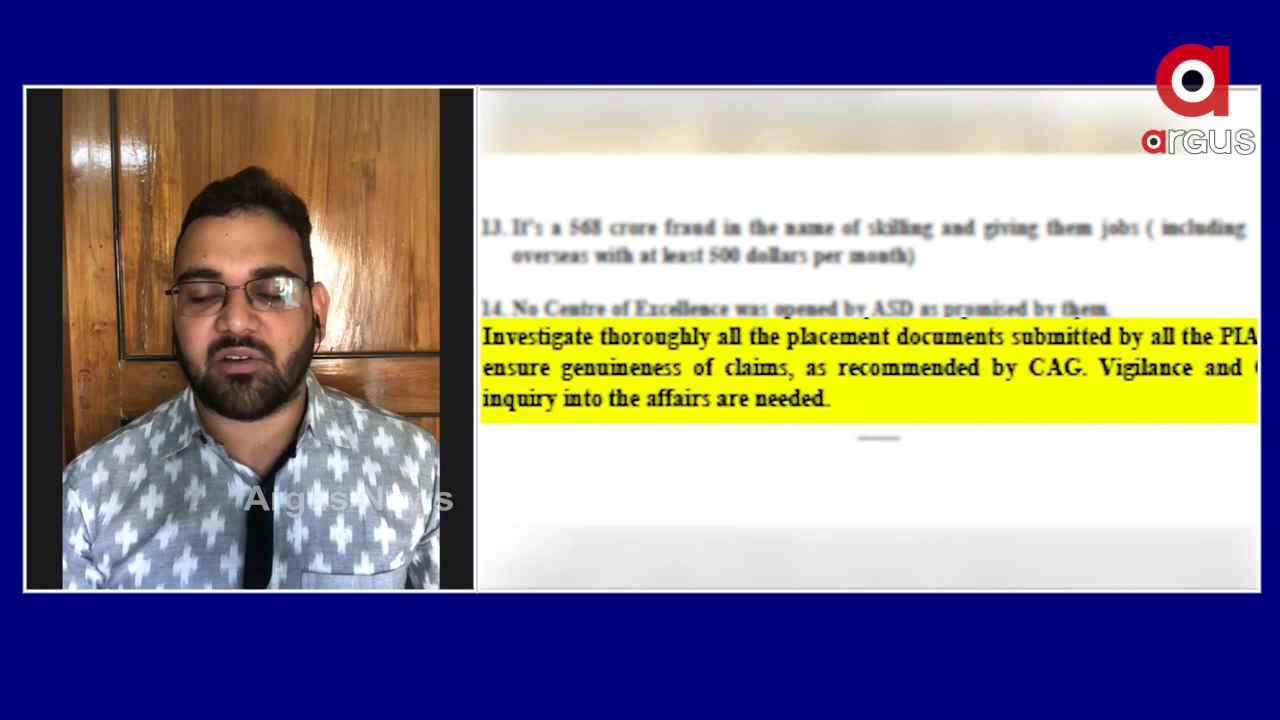 argus
13. It's a 568 crore fraud in the name of skilling and giving them jobs ( including
overseas with at least 500 dollars per month)
14. No Centre of Excellence was opened by ASD as promised by them.
Investigate thoroughly all the placement documents submitted by all the PIA
ensure genuineness of claims, as recommended by CAG. Vigilance and
inquiry into the affairs are needed.
Argus News